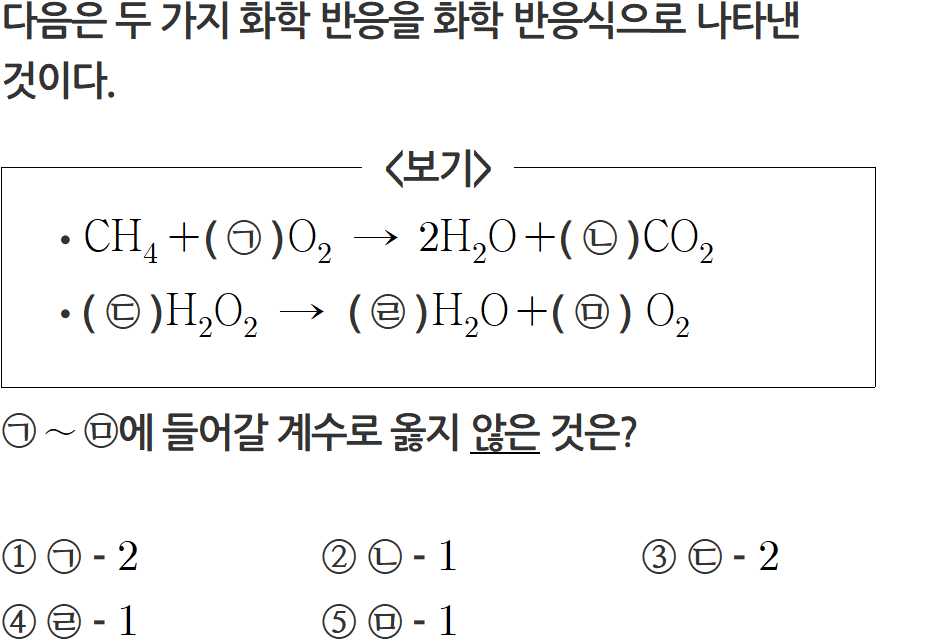 다음은 두 가지 화학 반응을 화학 반응식으로 나타낸
것이다.
<보기>
• CH₄ + ( ㉠ )O₂ → 2H₂O + ( ㉡ )CO₂
• ( ㉢ )H₂O₂ → ( ㉣ )H₂O + ( ㉤ ) O₂
㉠ ~ ㉤에 들어갈 계수로 옳지 않은 것은?
① ㉠ - 2 ② ㉡ - 1 ③ ㉢ - 2
④ ㉣ - 1 ⑤ ㉤ - 1